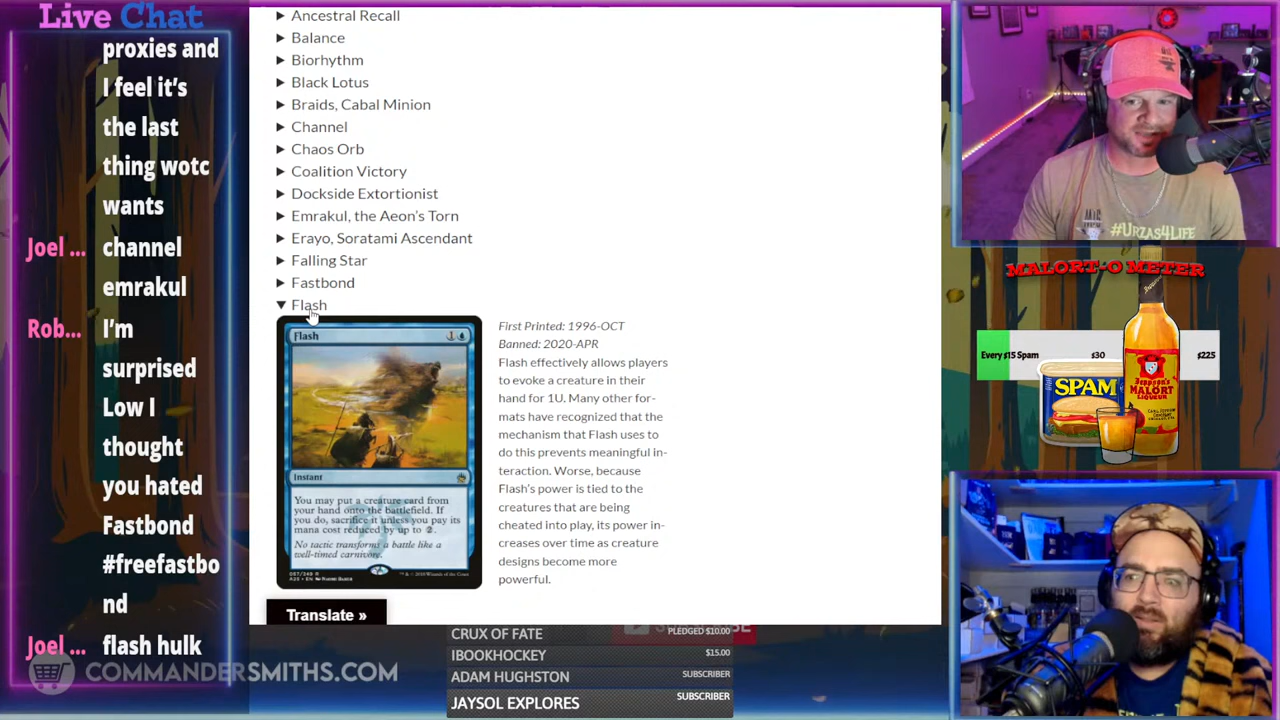 Live Chat
proxies and
I feel it's
the last
thing wotc
wants
Joel ... channel
emrakul
Rob... I'm
surprised
Low I
thought
you hated
Fastbond
#freefastbo
nd
Joel ... flash hulk
COMMANDERSMITHS.COM
Ancestral Recall
Balance
Biorhythm
Black Lotus
Braids, Cabal Minion
Channel
Chaos Orb
Coalition Victory
Dockside Extortionist
Emrakul, the Aeon's Torn
Erayo, Soratami Ascendant
Falling Star
Fastbond
Flash
Flash 1
Instant
You may put a creature card from
your hand onto the battlefield. If
you do, sacrifice it unless you pay its
mana cost reduced by up to 2.
No tactic transforms a battle like a
well-timed carnivore.
First Printed: 1996-OCT
Banned: 2020-APR
Flash effectively allows players
to evoke a creature in their
hand for 1U. Many other for-
mats have recognized that the
mechanism that Flash uses to
do this prevents meaningful in-
teraction. Worse, because
Flash's power is tied to the
creatures that are being
cheated into play, its power in-
creases over time as creature
designs become more
powerful.
Translate »
CRUX OF FATE PLEDGED $10.00
IBOOKHOCKEY $15.00
ADAM HUGHSTON SUBSCRIBER
JAYSOL EXPLORES SUBSCRIBER
#URZAS4LIFE
MALORT-O METER
Every $15 Spam $30 $225
SPAM
MALORT
LIQUEUR